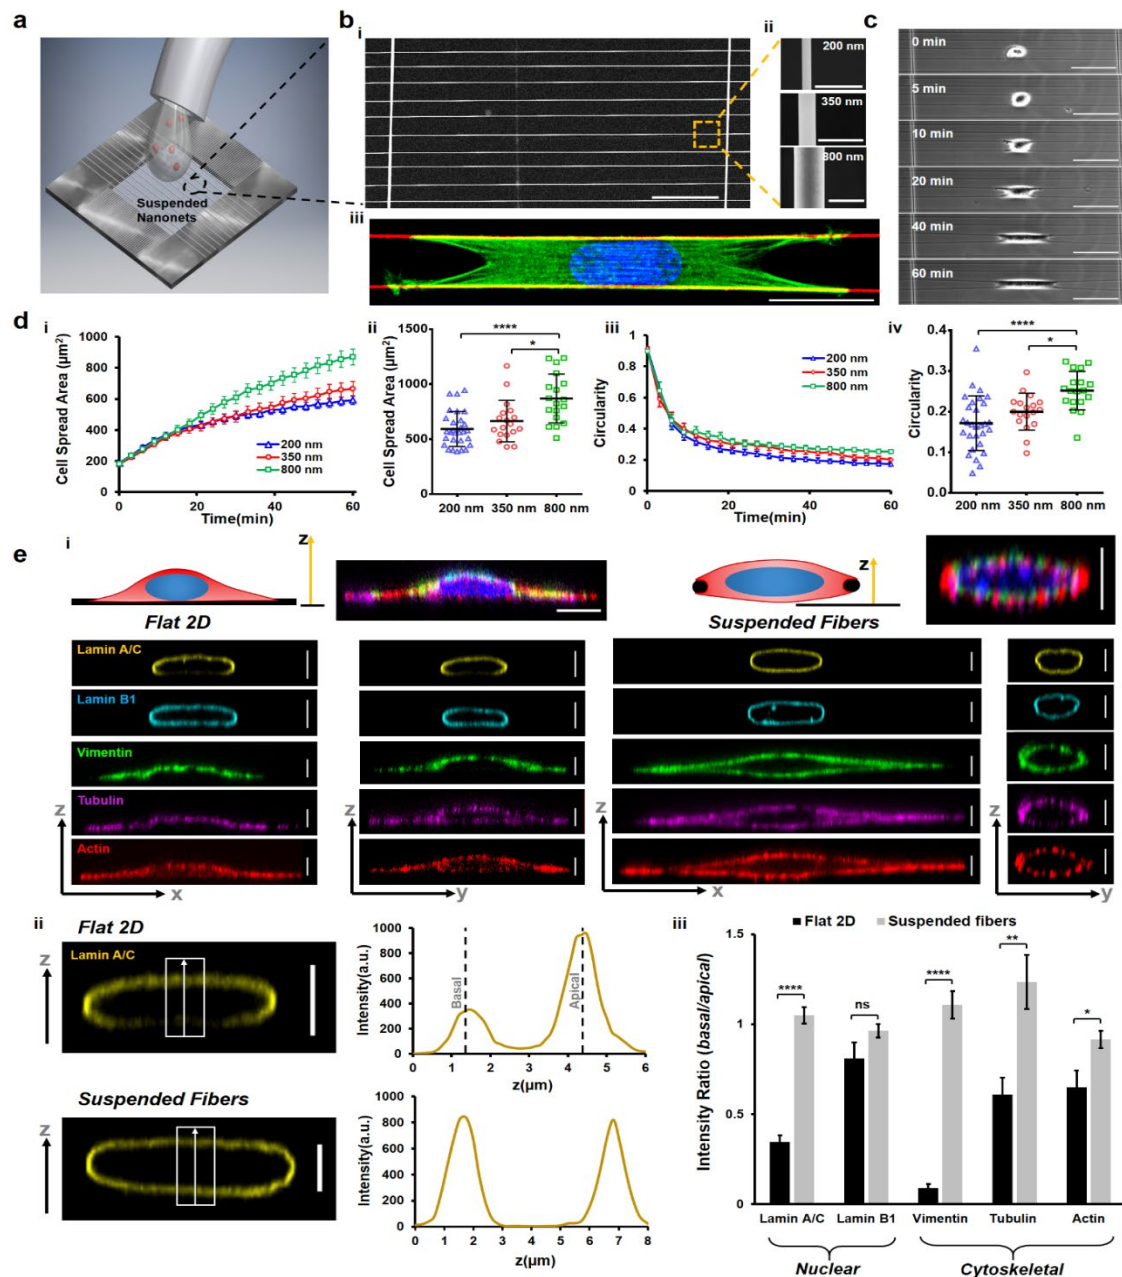 a
Suspended
Nanonets
b
i
ii
200 nm
350 nm
800 nm
iii
c
0 min
5 min
10 min
20 min
40 min
60 min
d
i
Cell Spread Area (µm²)
1000
800
600
400
200
0
0 20 40 60
Time(min)
200 nm
350 nm
800 nm
ii
Cell Spread Area (µm²)
1500
1000
500
0
****
*
200 nm 350 nm 800 nm
iii
Circularity
1
0.8
0.6
0.4
0.2
0
0 20 40 60
Time(min)
200 nm
350 nm
800 nm
iv
Circularity
0.4
0.3
0.2
0.1
0.0
****
*
200 nm 350 nm 800 nm
e
i
z
z
Flat 2D
Suspended Fibers
Lamin A/C
Lamin B1
Vimentin
Tubulin
Actin
z
x
y
z
x
y
ii
Flat 2D
z
Lamin A/C
Intensity(a.u.)
1000
800
600
400
200
0
Basal
Apical
0 1 2 3 4 5 6
z(µm)
Suspended Fibers
z
Intensity(a.u.)
1000
800
600
400
200
0
0 1 2 3 4 5 6 7 8
z(µm)
iii
Flat 2D Suspended fibers
Intensity Ratio (basal/apical)
1.5
1
0.5
0
****
ns
****
**
*
Lamin A/C Lamin B1 Vimentin Tubulin Actin
Nuclear Cytoskeletal